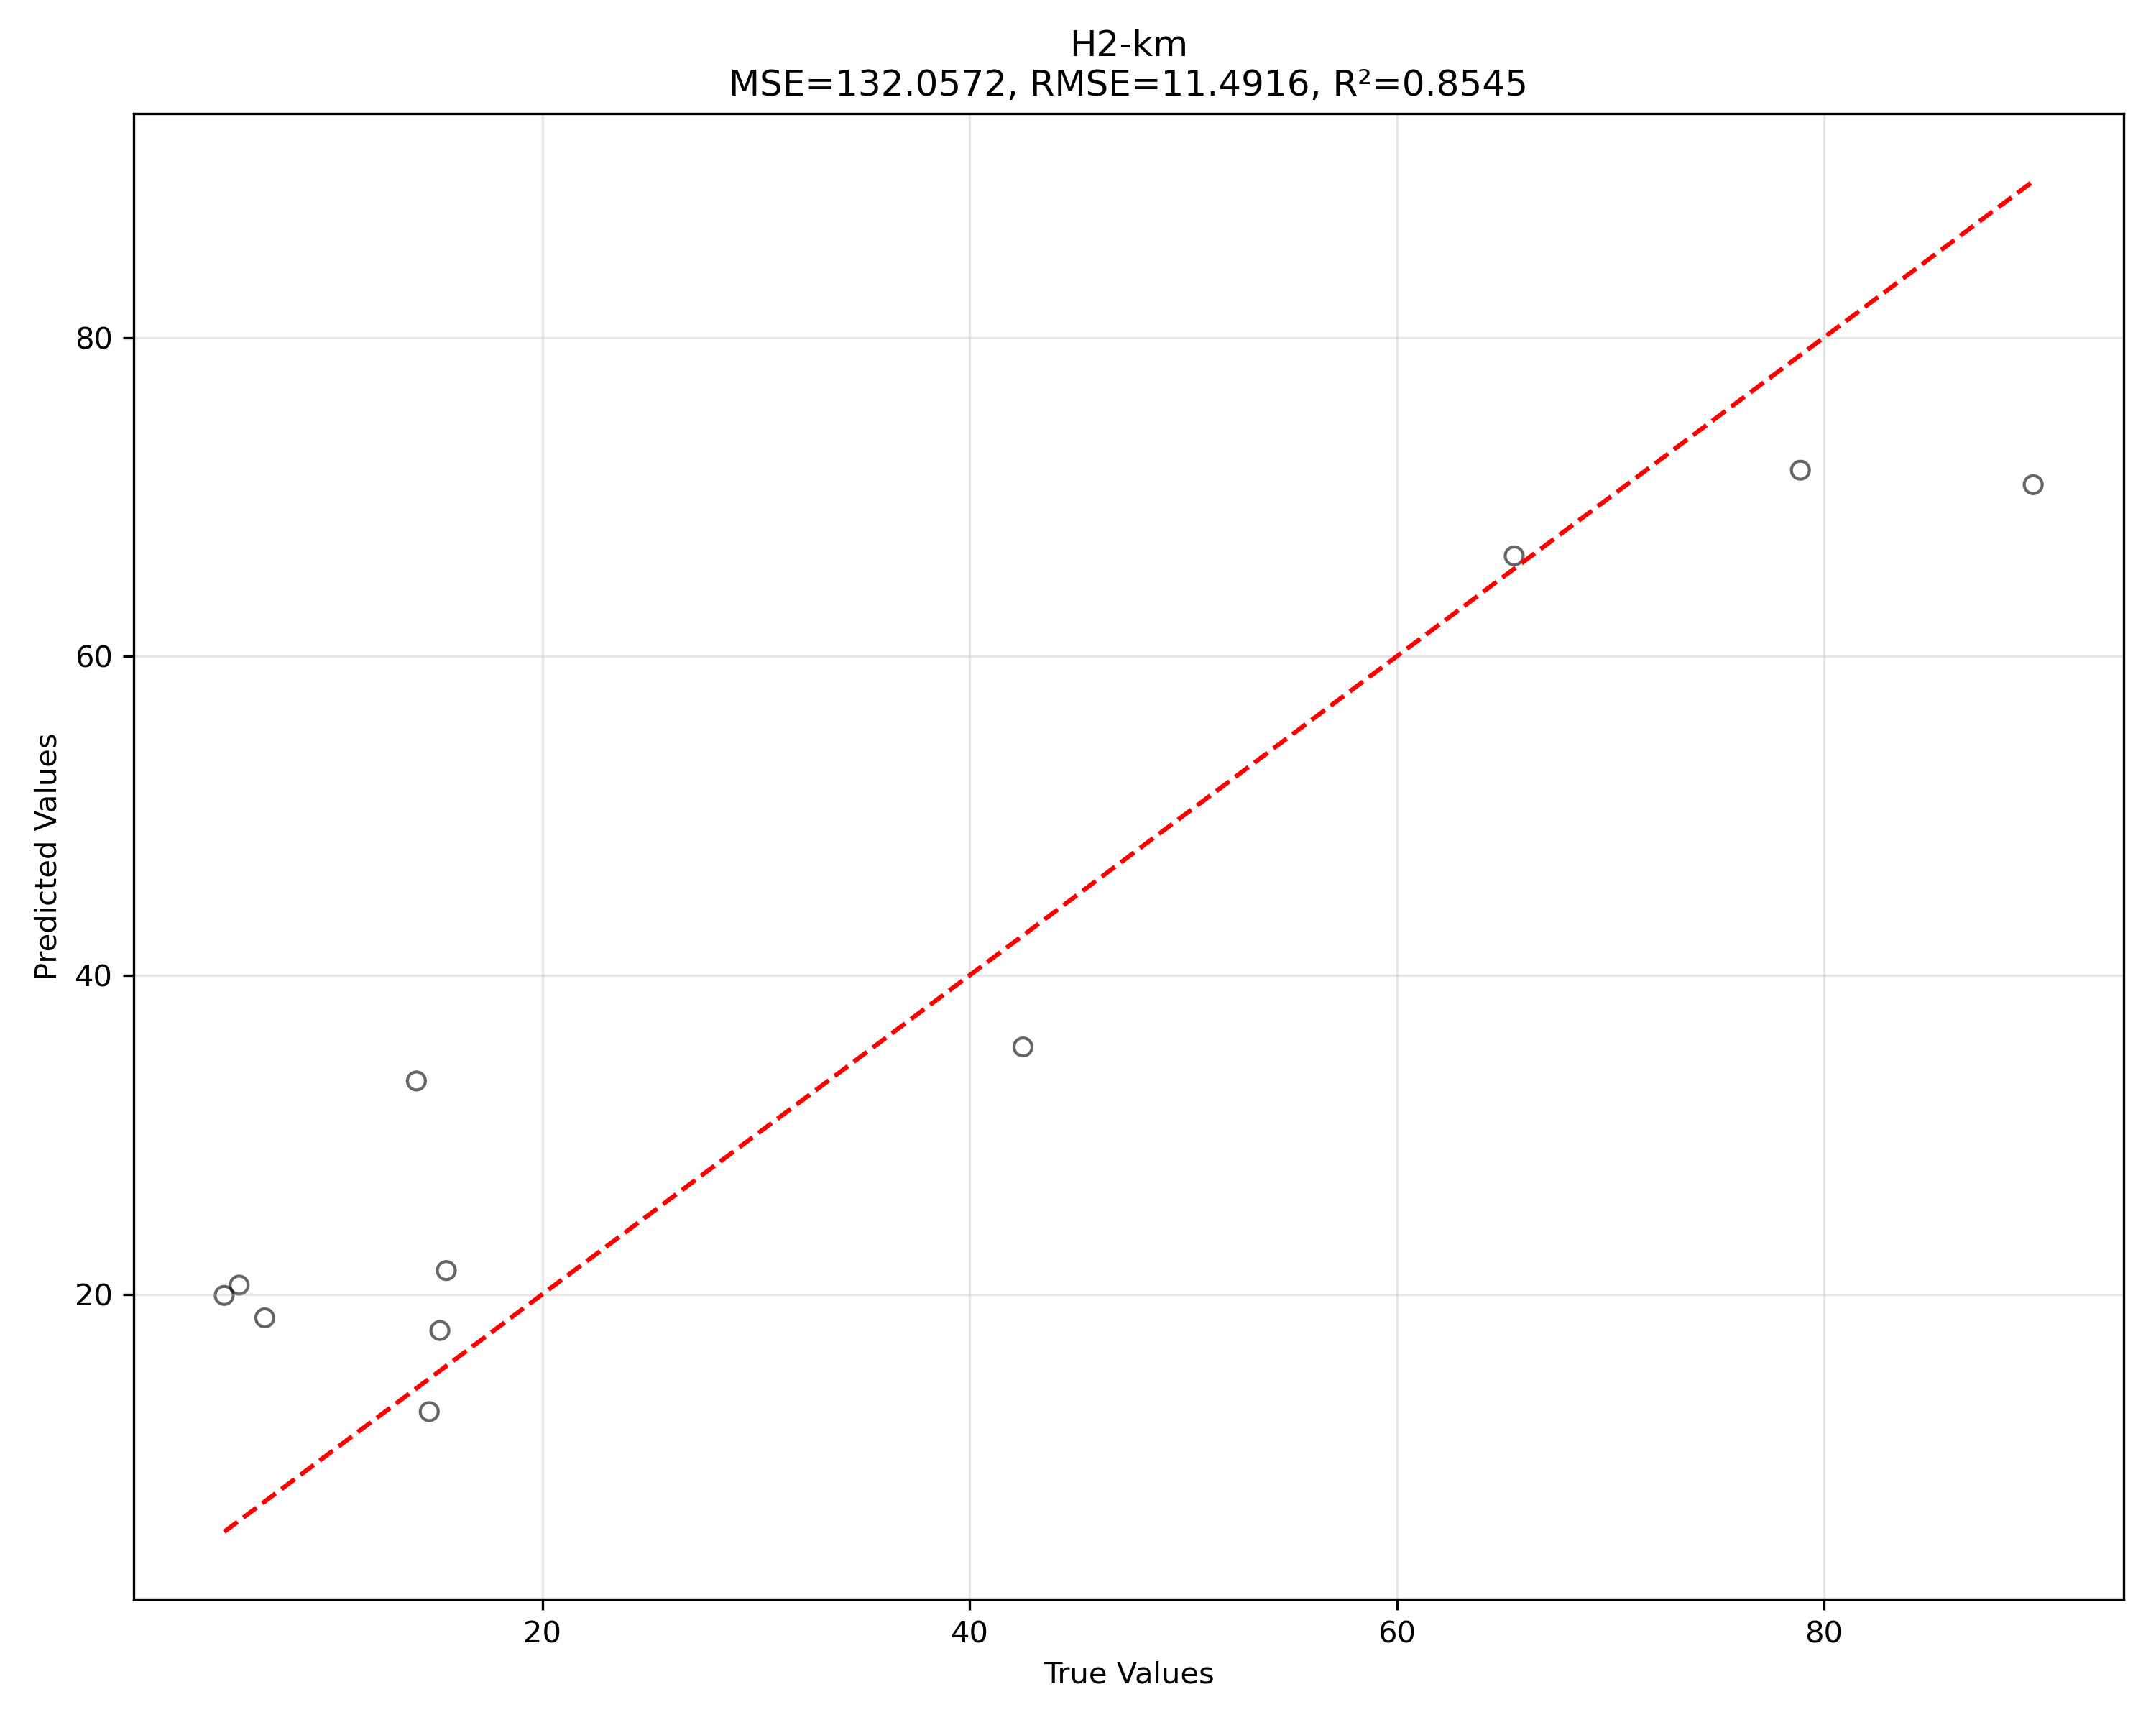 H2-km
MSE=132.0572, RMSE=11.4916, R²=0.8545
80
60
40
20
Predicted Values
20 40 60 80
True Values